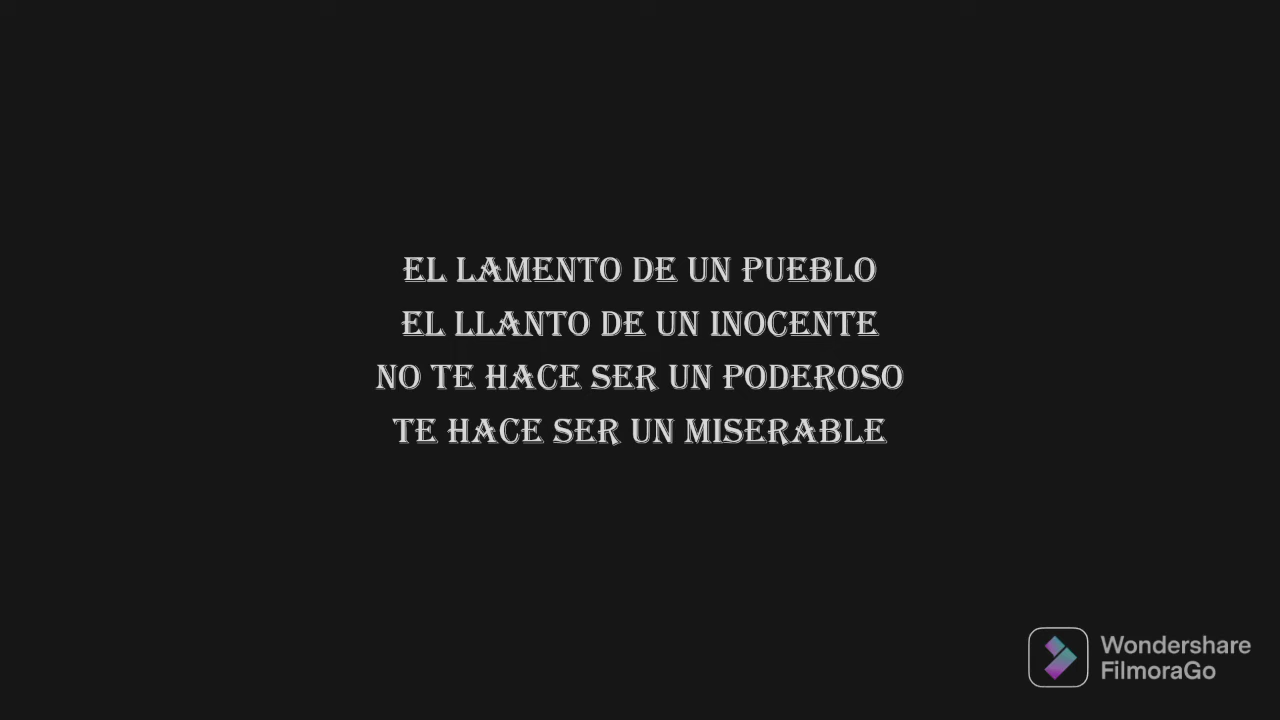 EL LAMENTO DE UN PUEBLO
EL LLANTO DE UN INOCENTE
NO TE HACE SER UN PODEROSO
TE HACE SER UN MISERABLE
Wondershare
FilmoraGo